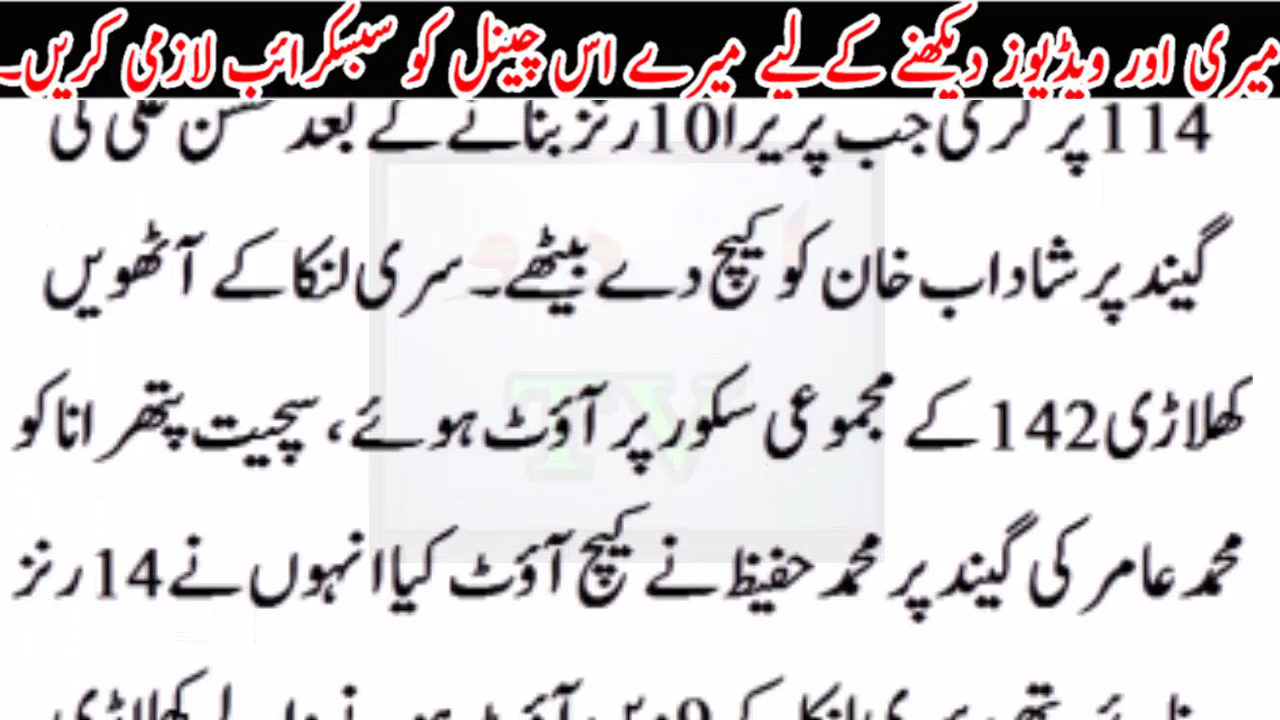 میری اور ویڈیوز دیکھنے کے لیے میرے اس چینل کو سبسکرائب لازمی کریں۔
114 پر گری جب پریرا 10 رنز بنانے کے بعد حسن علی کی
گیند پر شاداب خان کو کیچ دے بیٹھے۔ سری لنکا کے آٹھویں
کھلاڑی 142 کے مجموعی سکور پر آؤٹ ہوئے، سچیت پتھرانا کو
محمد عامر کی گیند پر محمد حفیظ نے کیچ آؤٹ کیا انہوں نے 14 رنز
TV